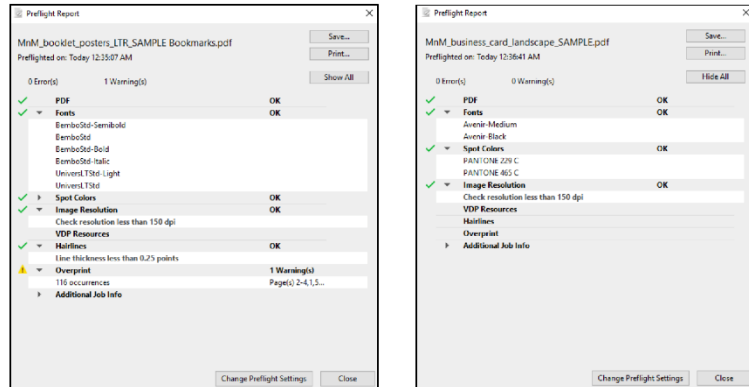 Preflight Report
MnM_booklet_posters_LTR_SAMPLE Bookmarks.pdf
Preflighted on: Today 12:35:07 AM
Save...
Print...
0 Error(s) 1 Warning(s)
Show All
PDF OK
Fonts OK
BemboStd-Semibold
BemboStd
BemboStd-Bold
BemboStd-Italic
UniversLTStd-Light
UniversLTStd
Spot Colors OK
Image Resolution OK
Check resolution less than 150 dpi
VDP Resources
Hairlines OK
Line thickness less than 0.25 points
Overprint 1 Warning(s)
116 occurrences Page(s) 2-4,1,5...
Additional Job Info
Change Preflight Settings Close
Preflight Report
MnM_business_card_landscape_SAMPLE.pdf
Preflighted on: Today 12:36:41 AM
Save...
Print...
0 Error(s) 0 Warning(s)
Hide All
PDF OK
Fonts OK
Avenir-Medium
Avenir-Black
Spot Colors OK
PANTONE 229 C
PANTONE 465 C
Image Resolution OK
Check resolution less than 150 dpi
VDP Resources
Hairlines
Overprint
Additional Job Info
Change Preflight Settings Close